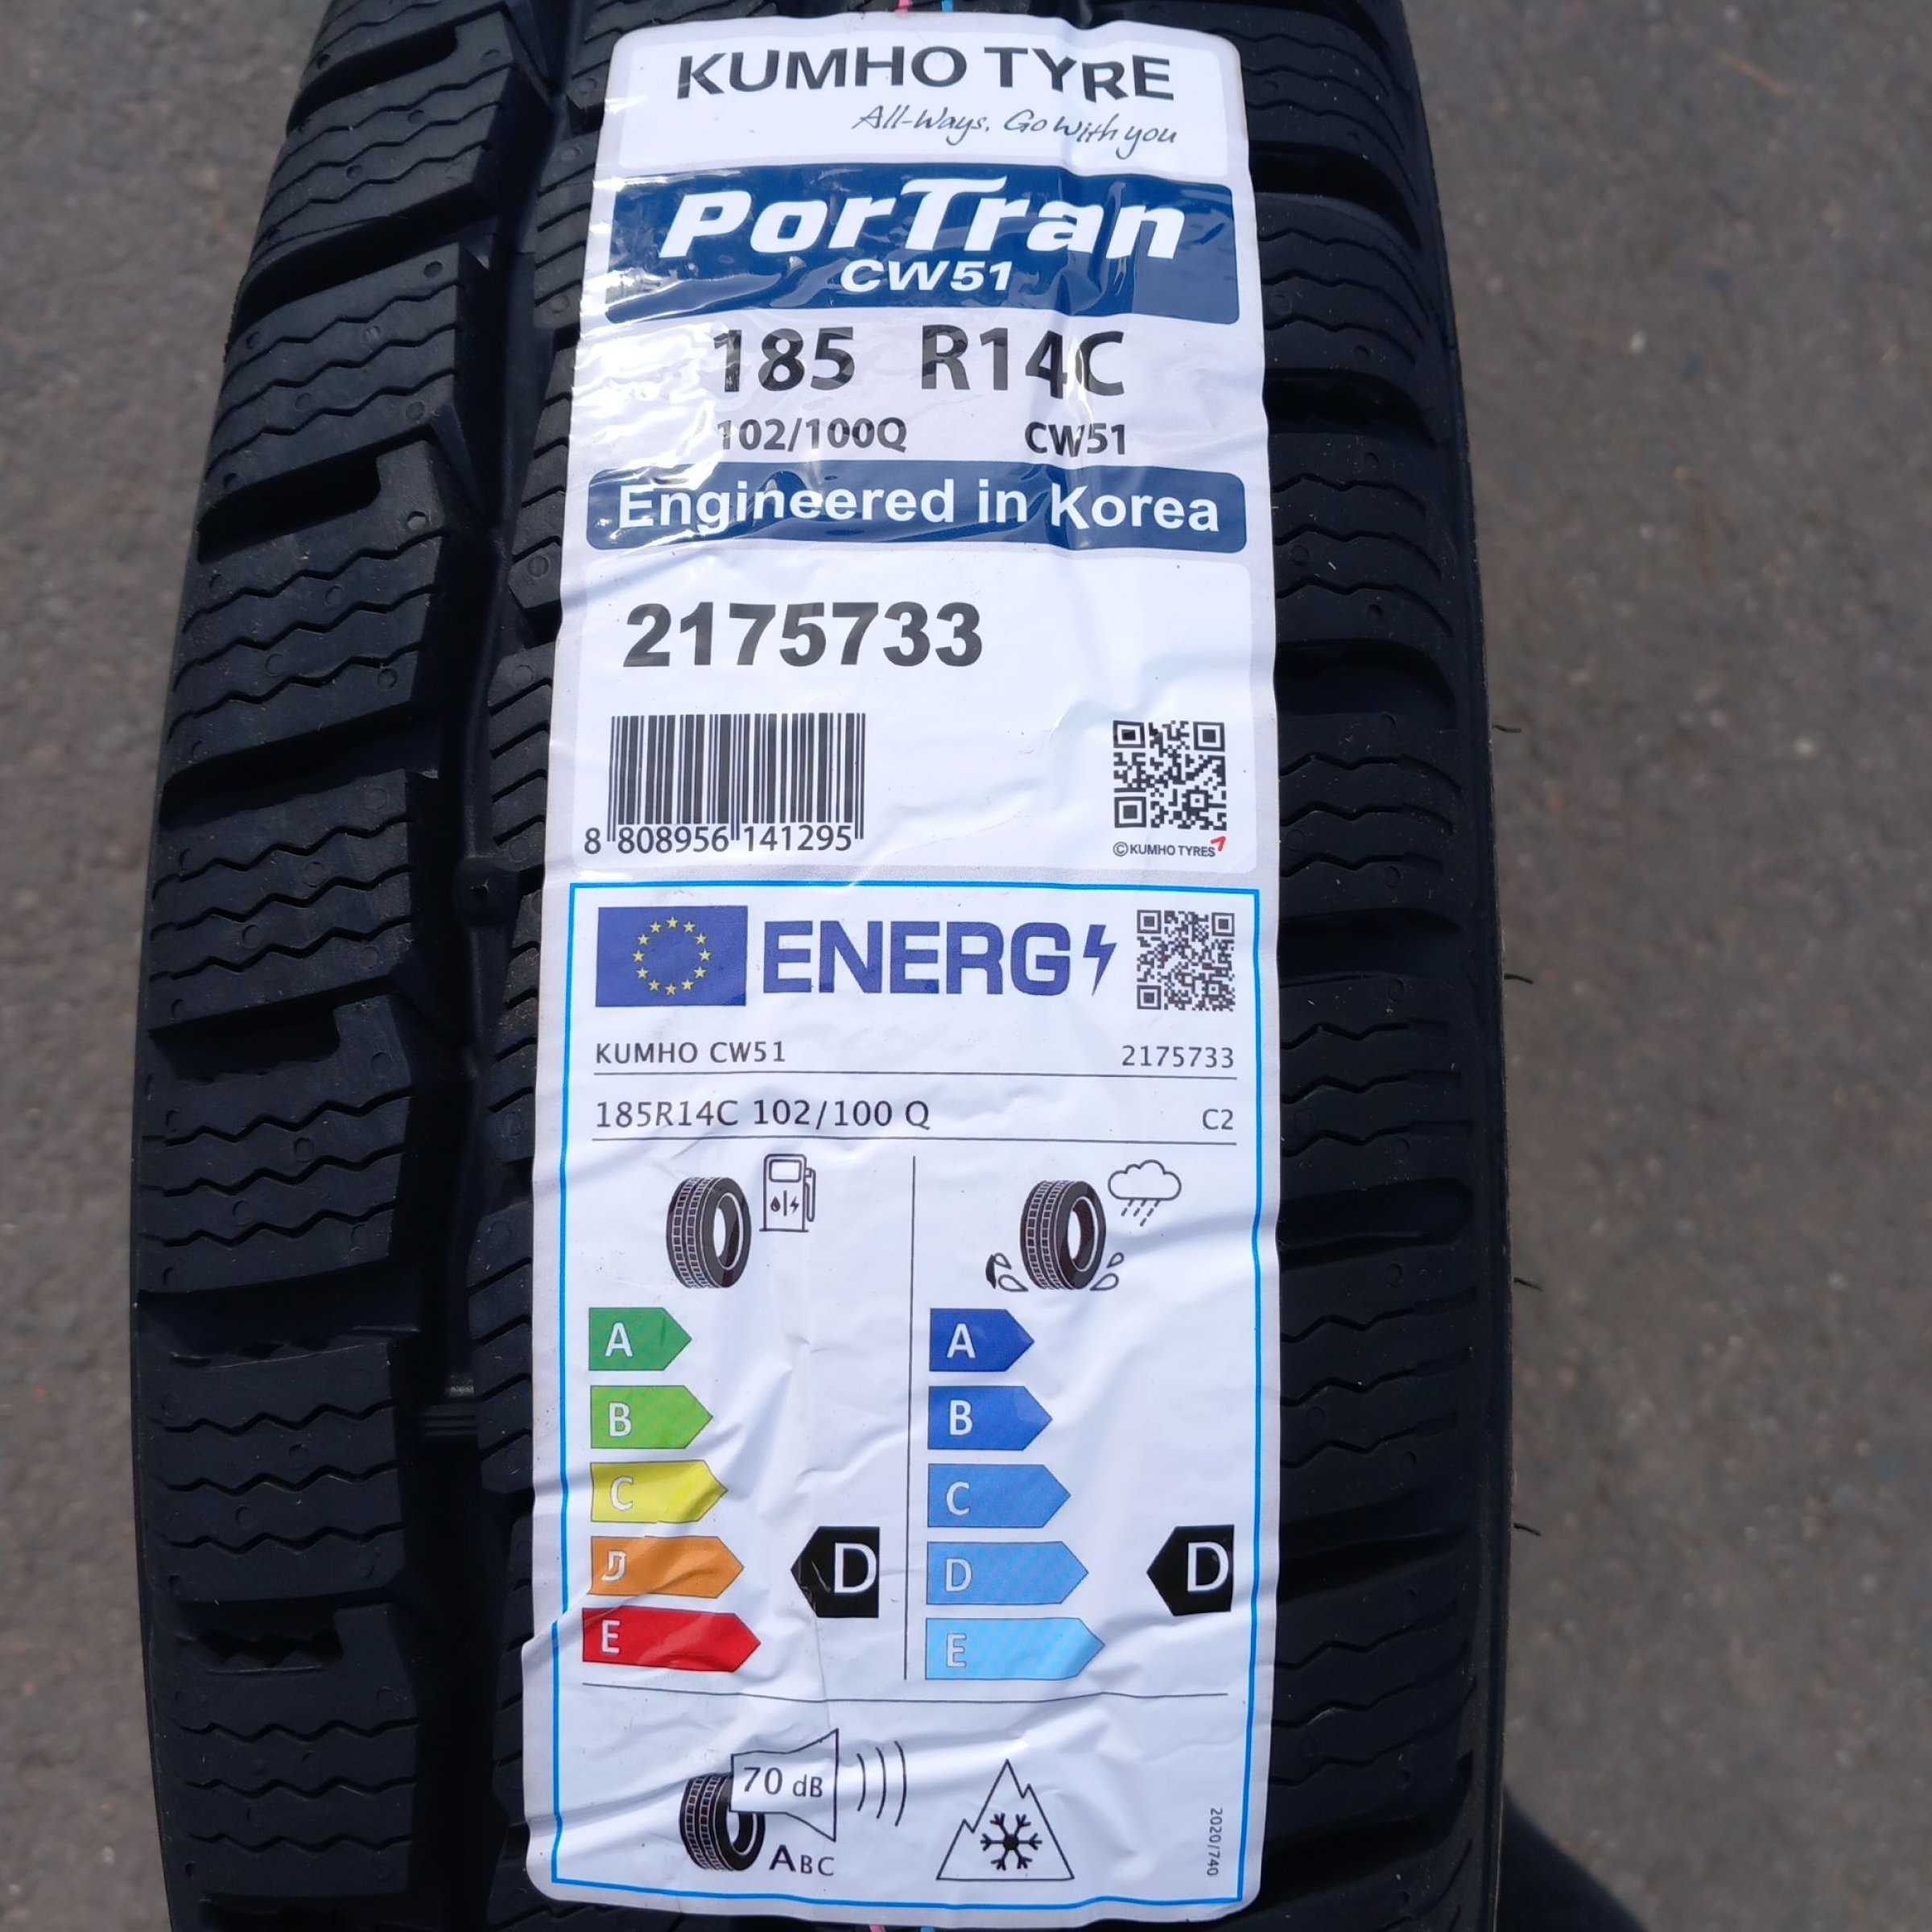 KUMHO TYRE
All-Ways, Go with you
PorTran
CW51
185 R14C
102/100Q CW51
Engineered in Korea
2175733
8 808956 141295
©KUMHO TYRES
ENERG
KUMHO CW51 2175733
185R14C 102/100 Q C2
A A
B B
C C
D D D D
E E
70 dB
ABC
2020/740